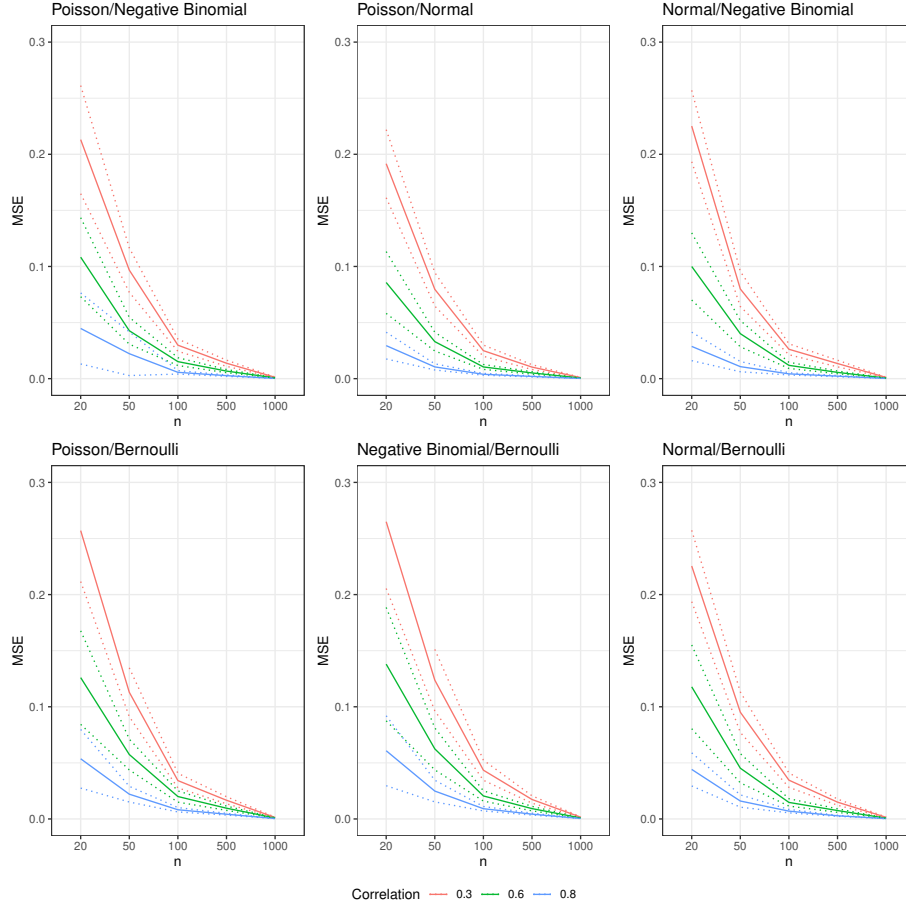 Poisson/Negative Binomial
Poisson/Normal
Normal/Negative Binomial
0.3
0.2
0.1
0.0
MSE
20 50 100 500 1000
n
0.3
0.2
0.1
0.0
MSE
20 50 100 500 1000
n
0.3
0.2
0.1
0.0
MSE
20 50 100 500 1000
n
Poisson/Bernoulli
Negative Binomial/Bernoulli
Normal/Bernoulli
0.3
0.2
0.1
0.0
MSE
20 50 100 500 1000
n
0.3
0.2
0.1
0.0
MSE
20 50 100 500 1000
n
0.3
0.2
0.1
0.0
MSE
20 50 100 500 1000
n
Correlation 0.3 0.6 0.8